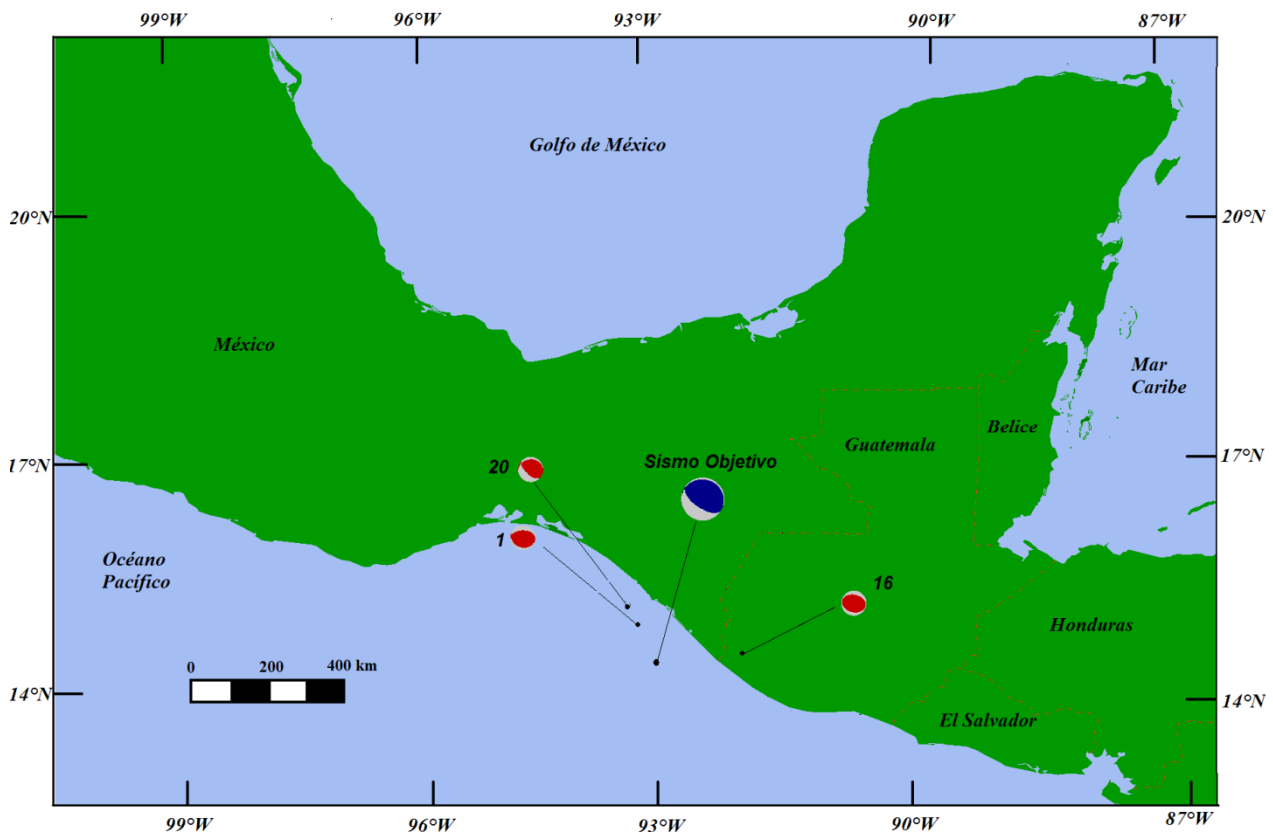 99°W 96°W 93°W 90°W 87°W
Golfo de México
20°N 20°N
México
Mar
Caribe
Guatemala
Belice
17°N 17°N
20
Sismo Objetivo
1
Océano
Pacífico
16
Honduras
0 200 400 km
14°N 14°N
El Salvador
99°W 96°W 93°W 90°W 87°W